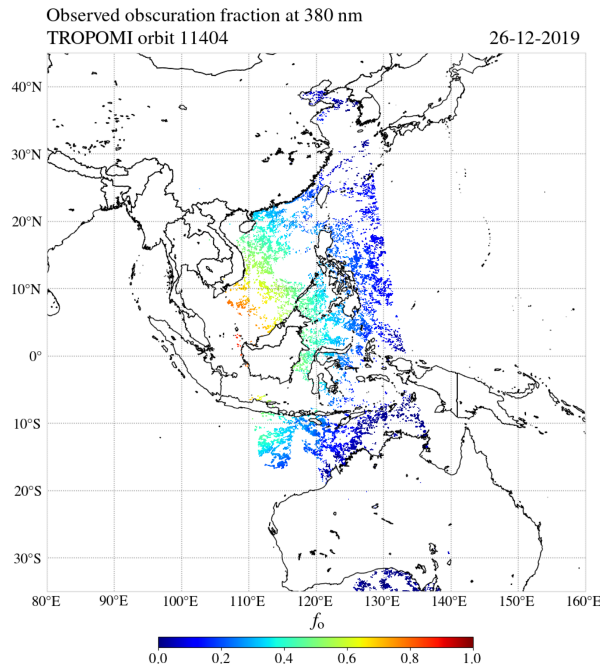 Observed obscuration fraction at 380 nm
TROPOMI orbit 11404 26-12-2019
40°N
30°N
20°N
10°N
0°
10°S
20°S
30°S
80°E 90°E 100°E 110°E 120°E 130°E 140°E 150°E 160°E
fo
0.0 0.2 0.4 0.6 0.8 1.0